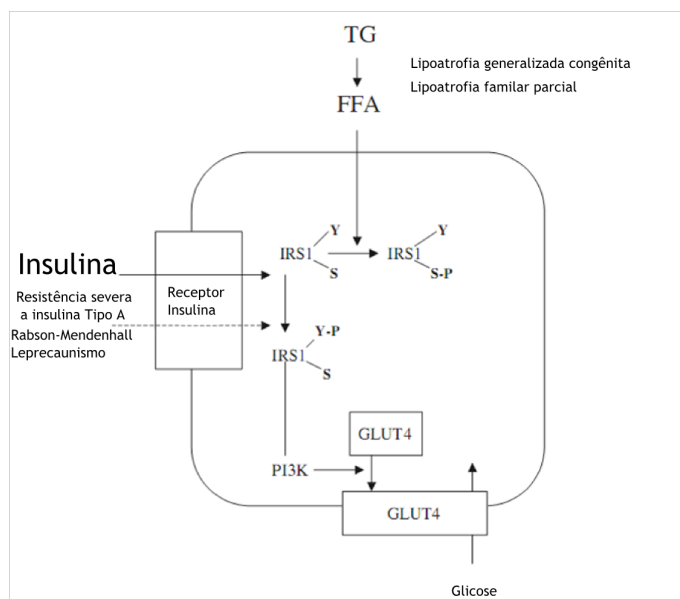 TG
Lipoatrofia generalizada congênita
Lipoatrofia familar parcial
FFA
Y
IRS1
S
Y
IRS1
S-P
Insulina
Resistência severa
a insulina Tipo A
Rabson-Mendenhall
Leprecaunismo
Receptor
Insulina
Y-P
IRS1
S
GLUT4
PI3K
GLUT4
Glicose